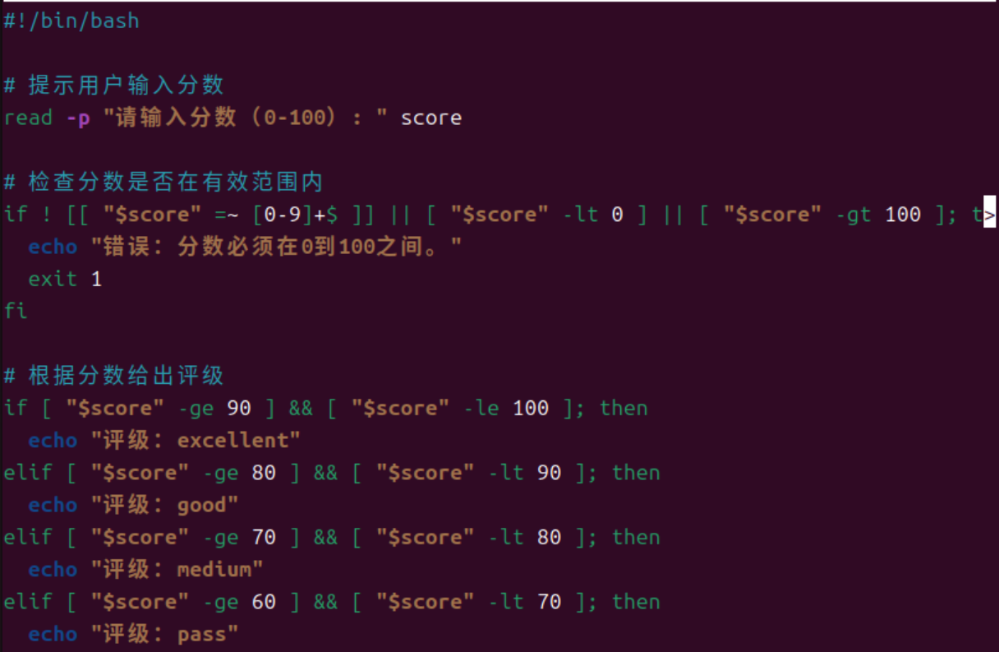 #!/bin/bash
# 提示用户输入分数
read -p "请输入分数（0-100）: " score
# 检查分数是否在有效范围内
if ! [[ "$score" =~ [0-9]+$ ]] || [ "$score" -lt 0 ] || [ "$score" -gt 100 ]; t>
  echo "错误: 分数必须在0到100之间。"
  exit 1
fi
# 根据分数给出评级
if [ "$score" -ge 90 ] && [ "$score" -le 100 ]; then
  echo "评级: excellent"
elif [ "$score" -ge 80 ] && [ "$score" -lt 90 ]; then
  echo "评级: good"
elif [ "$score" -ge 70 ] && [ "$score" -lt 80 ]; then
  echo "评级: medium"
elif [ "$score" -ge 60 ] && [ "$score" -lt 70 ]; then
  echo "评级: pass"